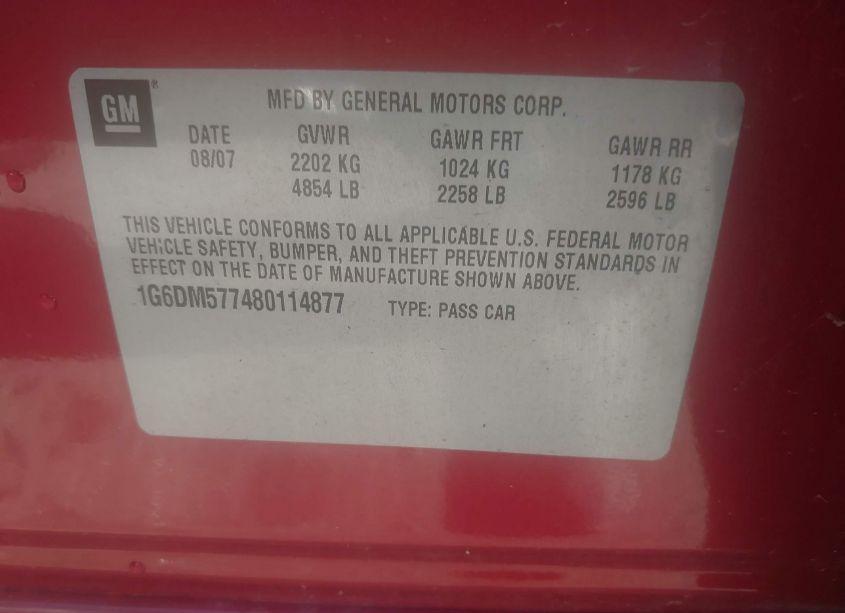 GM ®
MFD BY GENERAL MOTORS CORP.
DATE GVWR GAWR FRT GAWR RR
08/07 2202 KG 1024 KG 1178 KG
4854 LB 2258 LB 2596 LB
THIS VEHICLE CONFORMS TO ALL APPLICABLE U.S. FEDERAL MOTOR
VEHICLE SAFETY, BUMPER, AND THEFT PREVENTION STANDARDS IN
EFFECT ON THE DATE OF MANUFACTURE SHOWN ABOVE.
1G6DM577480114877 TYPE: PASS CAR